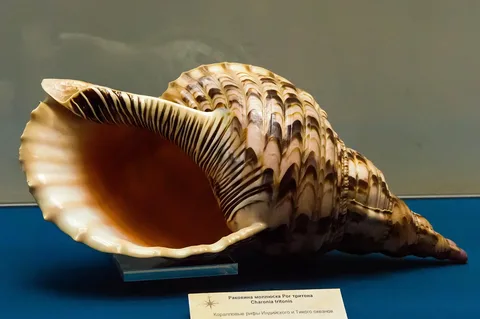 Раковина моллюска Рог тритона
Charonia tritonis
Коралловые рифы Индийского и Тихого океанов